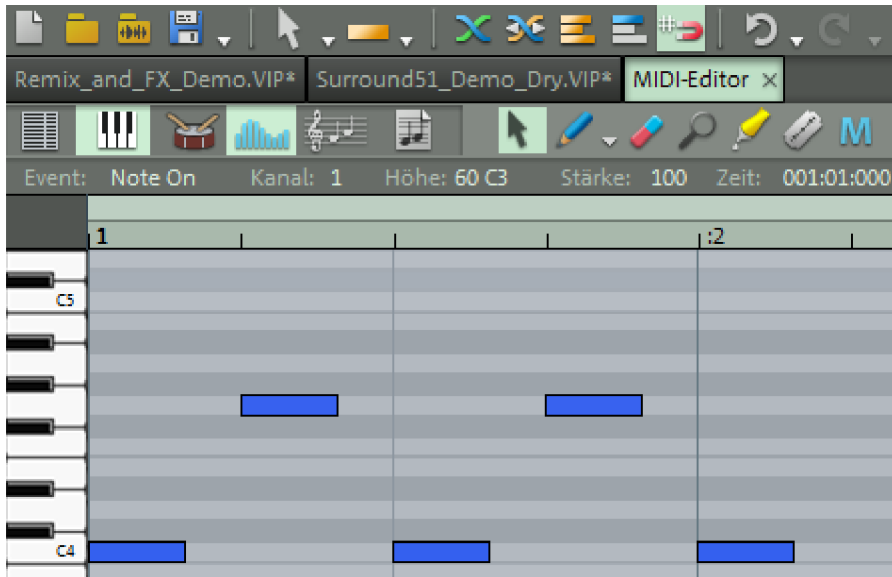 Remix_and_FX_Demo.VIP* Surround51_Demo_Dry.VIP* MIDI-Editor ×
M
Event: Note On Kanal: 1 Höhe: 60 C3 Stärke: 100 Zeit: 001:01:000
1 :2
C5
C4